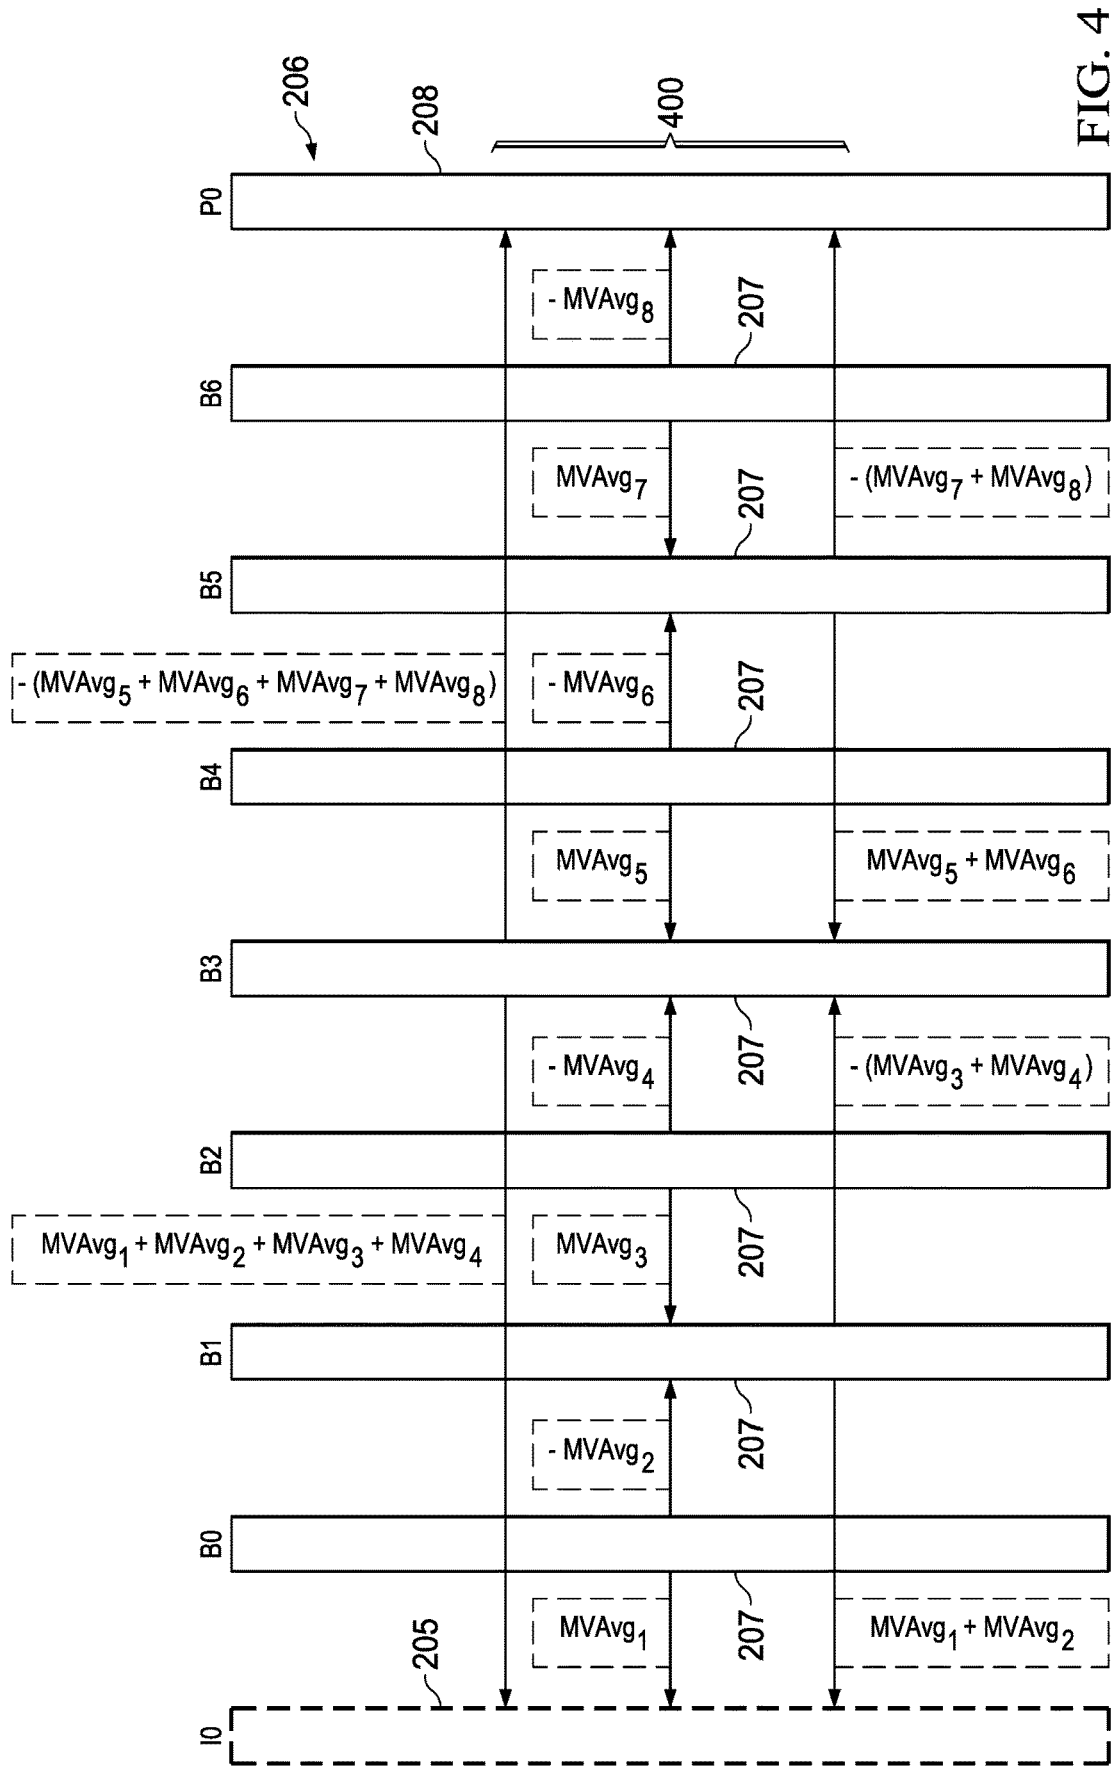 206
I0
B0
B1
B2
B3
B4
B5
B6
P0
205
208
MVAvg1 + MVAvg2 + MVAvg3 + MVAvg4
- (MVAvg5 + MVAvg6 + MVAvg7 + MVAvg8)
MVAvg1
- MVAvg2
MVAvg3
- MVAvg4
MVAvg5
- MVAvg6
MVAvg7
- MVAvg8
400
207
207
207
207
207
207
207
MVAvg1 + MVAvg2
- (MVAvg3 + MVAvg4)
MVAvg5 + MVAvg6
- (MVAvg7 + MVAvg8)
FIG. 4